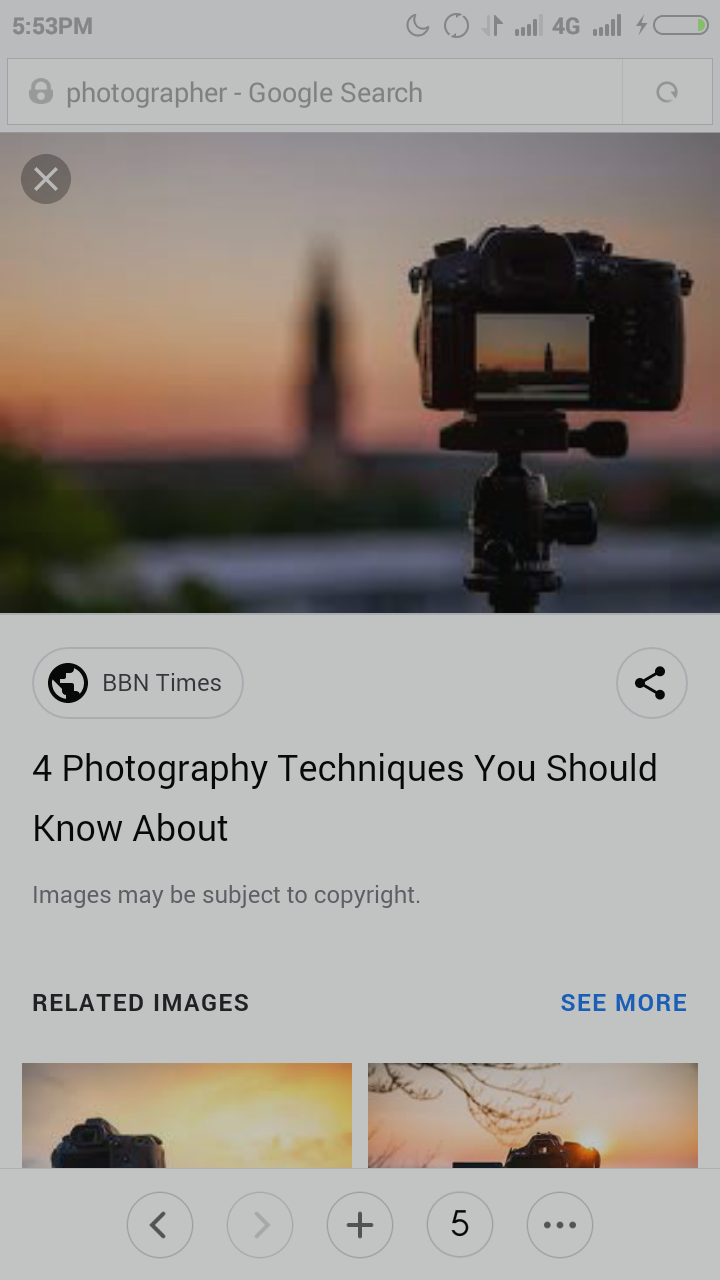 5:53PM 4G
photographer - Google Search
BBN Times
4 Photography Techniques You Should
Know About
Images may be subject to copyright.
RELATED IMAGES SEE MORE
5